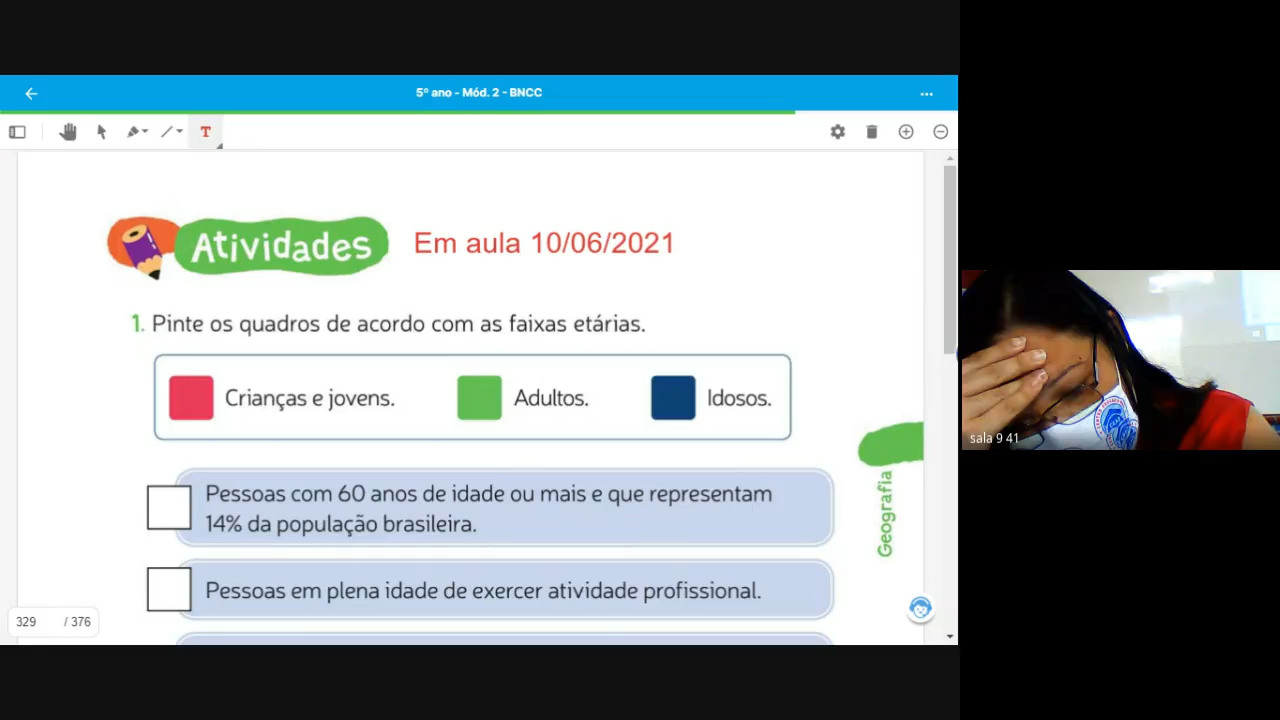 5º ano - Mód. 2 - BNCC
T
Atividades
Em aula 10/06/2021
1. Pinte os quadros de acordo com as faixas etárias.
Crianças e jovens. Adultos. Idosos.
Pessoas com 60 anos de idade ou mais e que representam
14% da população brasileira.
Pessoas em plena idade de exercer atividade profissional.
Geografia
329 / 376
sala 9 41